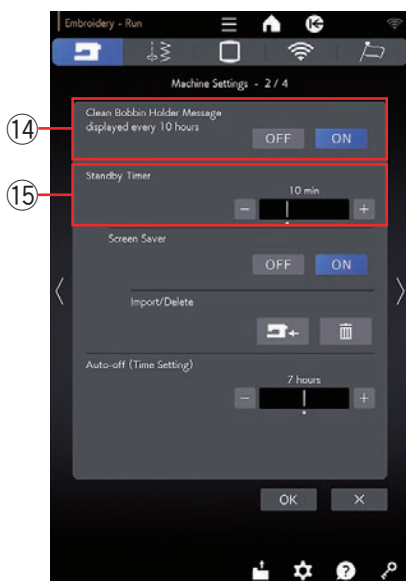 Embroidery - Run
Machine Settings - 2 / 4
⑭
Clean Bobbin Holder Message
displayed every 10 hours
OFF ON
⑮
Standby Timer
10 min
- +
Screen Saver
OFF ON
Import/Delete
Auto-off (Time Setting)
7 hours
- +
OK ×
?